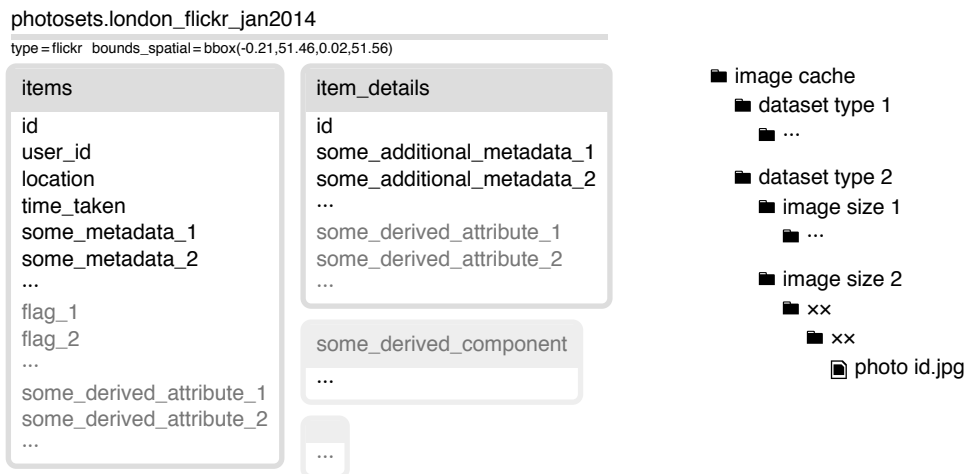 photosets.london_flickr_jan2014
type = flickr bounds_spatial = bbox(-0.21,51.46,0.02,51.56)
items
id
user_id
location
time_taken
some_metadata_1
some_metadata_2
...
flag_1
flag_2
...
some_derived_attribute_1
some_derived_attribute_2
...
item_details
id
some_additional_metadata_1
some_additional_metadata_2
...
some_derived_attribute_1
some_derived_attribute_2
...
some_derived_component
...
...
image cache
dataset type 1
...
dataset type 2
image size 1
...
image size 2
××
××
photo id.jpg